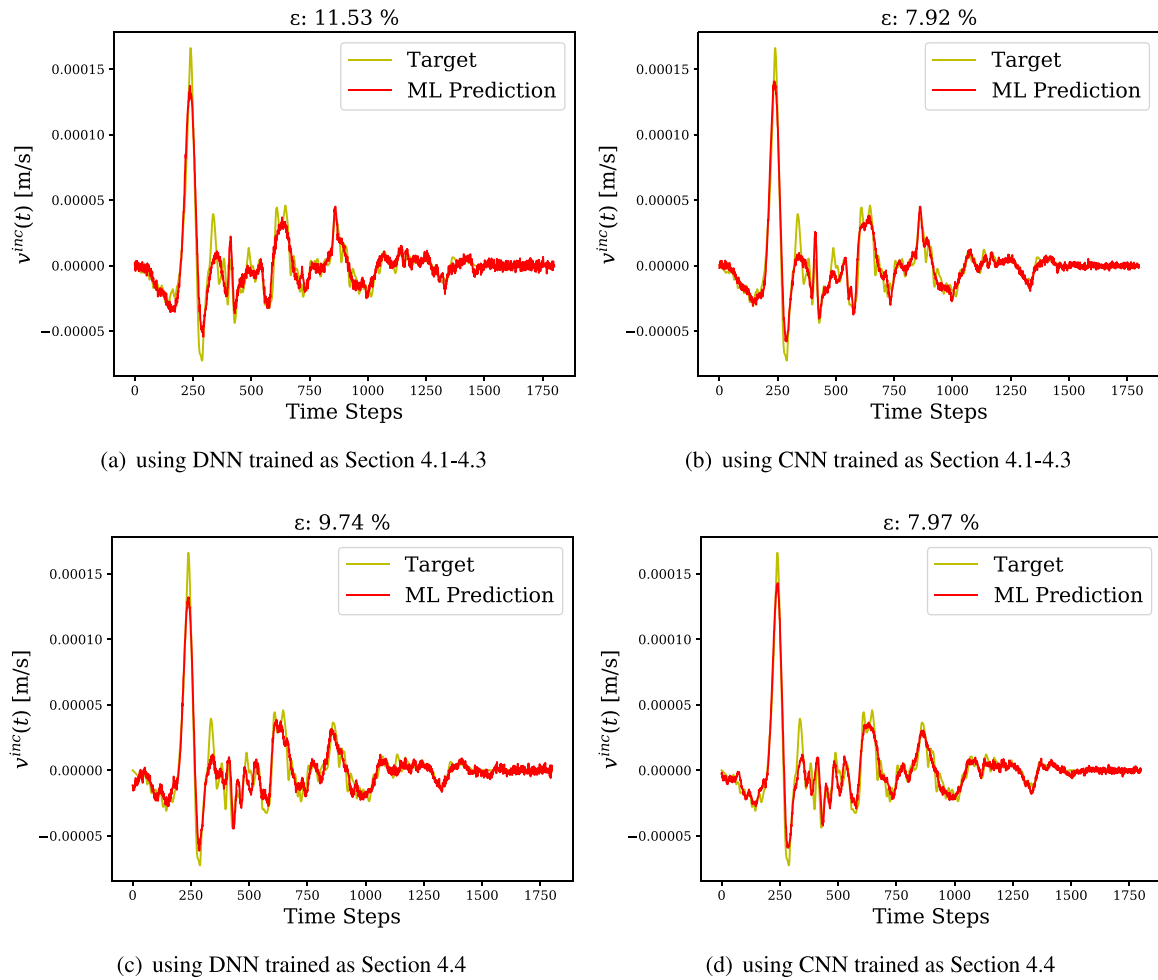 ε: 11.53 %
0.00015
0.00010
0.00005
0.00000
−0.00005
v^inc(t) [m/s]
Target
ML Prediction
0 250 500 750 1000 1250 1500 1750
Time Steps
(a) using DNN trained as Section 4.1-4.3
ε: 7.92 %
0.00015
0.00010
0.00005
0.00000
−0.00005
v^inc(t) [m/s]
Target
ML Prediction
0 250 500 750 1000 1250 1500 1750
Time Steps
(b) using CNN trained as Section 4.1-4.3
ε: 9.74 %
0.00015
0.00010
0.00005
0.00000
−0.00005
v^inc(t) [m/s]
Target
ML Prediction
0 250 500 750 1000 1250 1500 1750
Time Steps
(c) using DNN trained as Section 4.4
ε: 7.97 %
0.00015
0.00010
0.00005
0.00000
−0.00005
v^inc(t) [m/s]
Target
ML Prediction
0 250 500 750 1000 1250 1500 1750
Time Steps
(d) using CNN trained as Section 4.4